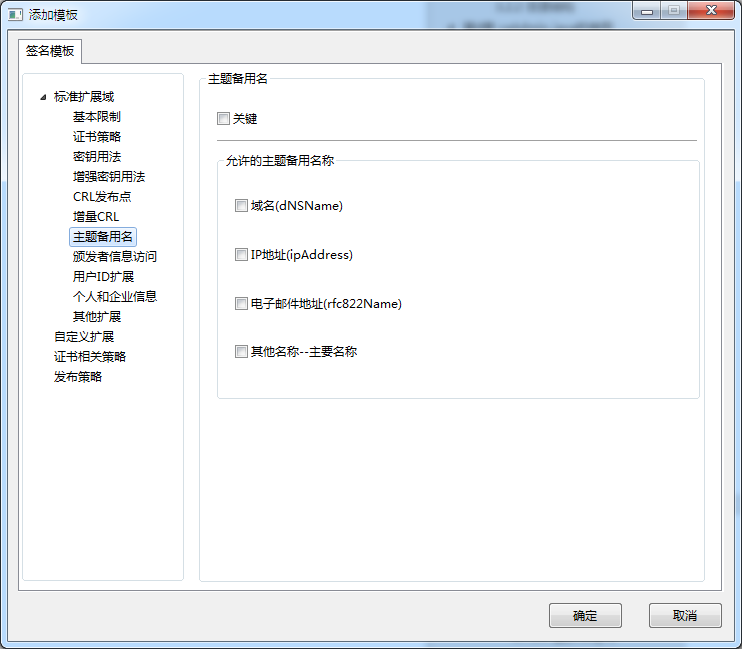 添加模板
签名模板
标准扩展域
基本限制
证书策略
密钥用法
增强密钥用法
CRL发布点
增量CRL
主题备用名
颁发者信息访问
用户ID扩展
个人和企业信息
其他扩展
自定义扩展
证书相关策略
发布策略
主题备用名
关键
允许的主题备用名称
域名(dNSName)
IP地址(ipAddress)
电子邮件地址(rfc822Name)
其他名称--主要名称
确定
取消